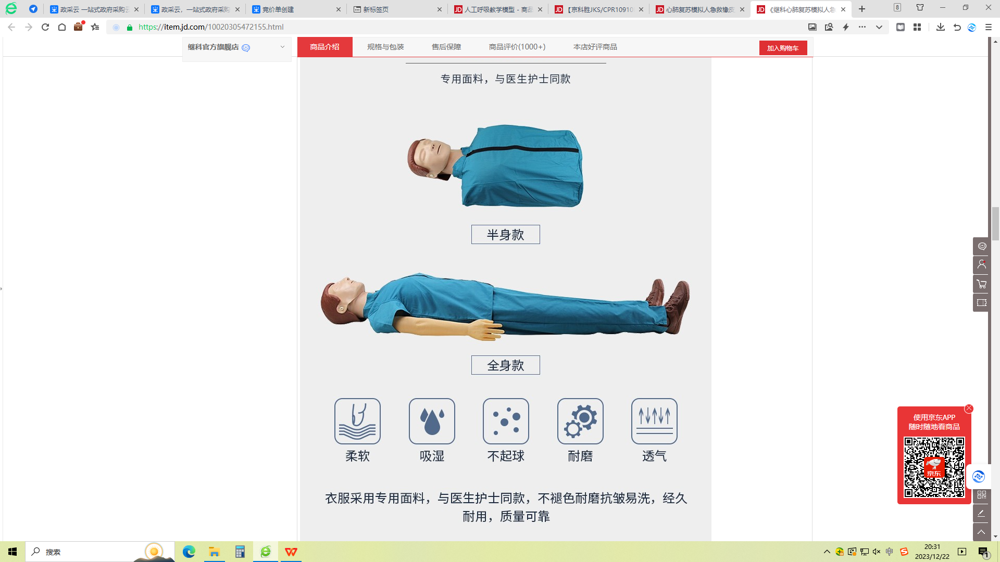 政采云 一站式政府采购云
政采云，一站式政府采购
竞价单创建
新标签页
JD 人工呼吸教学模型 - 商品
JD 【京科胜JKS/CPR10910
JD 心肺复苏模拟人急救橡皮
JD 《继科心肺复苏模拟人急
8
https://item.jd.com/10020305472155.html
继科官方旗舰店
商品介绍
规格与包装
售后保障
商品评价(1000+)
本店好评商品
加入购物车
专用面料，与医生护士同款
半身款
全身款
柔软
吸湿
不起球
耐磨
透气
衣服采用专用面料，与医生护士同款，不褪色耐磨抗皱易洗，经久
耐用，质量可靠
使用京东APP
随时随地看商品
京东
搜索
中
20:31
2023/12/22
1